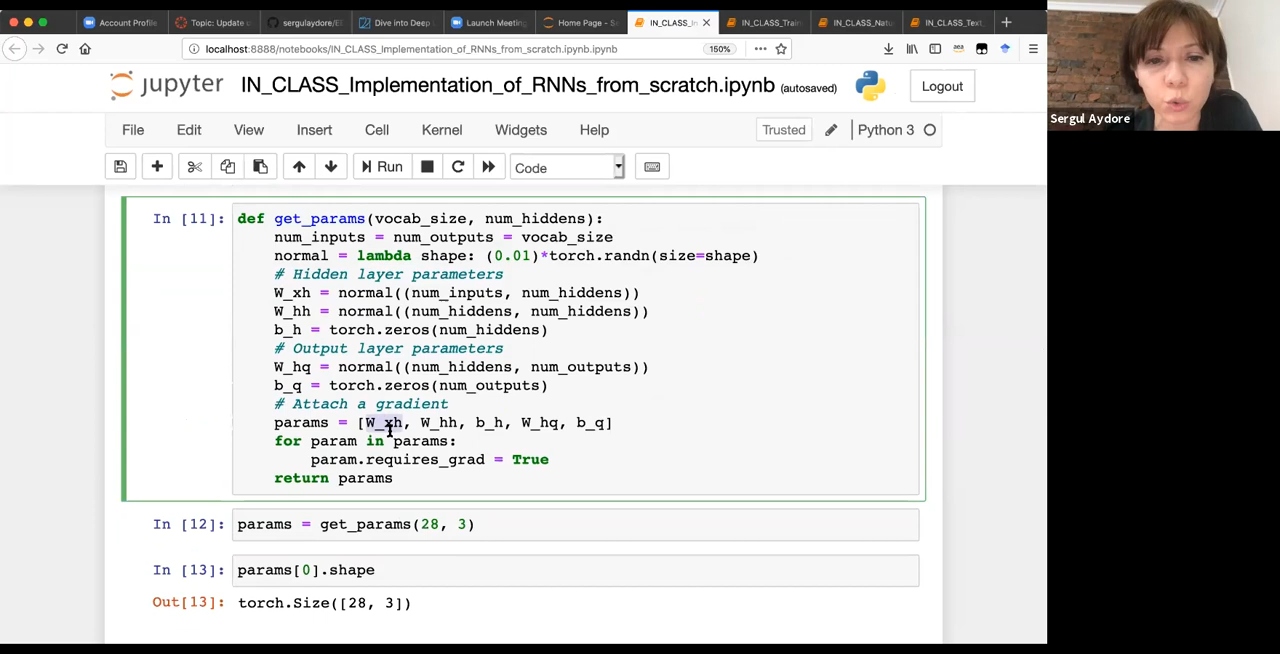 Account Profile
Topic: Update o
sergulaydore/EE
Dive into Deep
Launch Meeting
Home Page - S
IN_CLASS_I
IN_CLASS_Train
IN_CLASS_Natu
IN_CLASS_Text_
localhost:8888/notebooks/IN_CLASS_Implementation_of_RNNs_from_scratch.ipynb.ipynb
150%
jupyter
IN_CLASS_Implementation_of_RNNs_from_scratch.ipynb (autosaved)
Logout
File Edit View Insert Cell Kernel Widgets Help
Trusted
Python 3
Run
Code
In [11]: def get_params(vocab_size, num_hiddens):
num_inputs = num_outputs = vocab_size
normal = lambda shape: (0.01)*torch.randn(size=shape)
# Hidden layer parameters
W_xh = normal((num_inputs, num_hiddens))
W_hh = normal((num_hiddens, num_hiddens))
b_h = torch.zeros(num_hiddens)
# Output layer parameters
W_hq = normal((num_hiddens, num_outputs))
b_q = torch.zeros(num_outputs)
# Attach a gradient
params = [W_xh, W_hh, b_h, W_hq, b_q]
for param in params:
param.requires_grad = True
return params
In [12]: params = get_params(28, 3)
In [13]: params[0].shape
Out[13]: torch.Size([28, 3])
Sergul Aydore